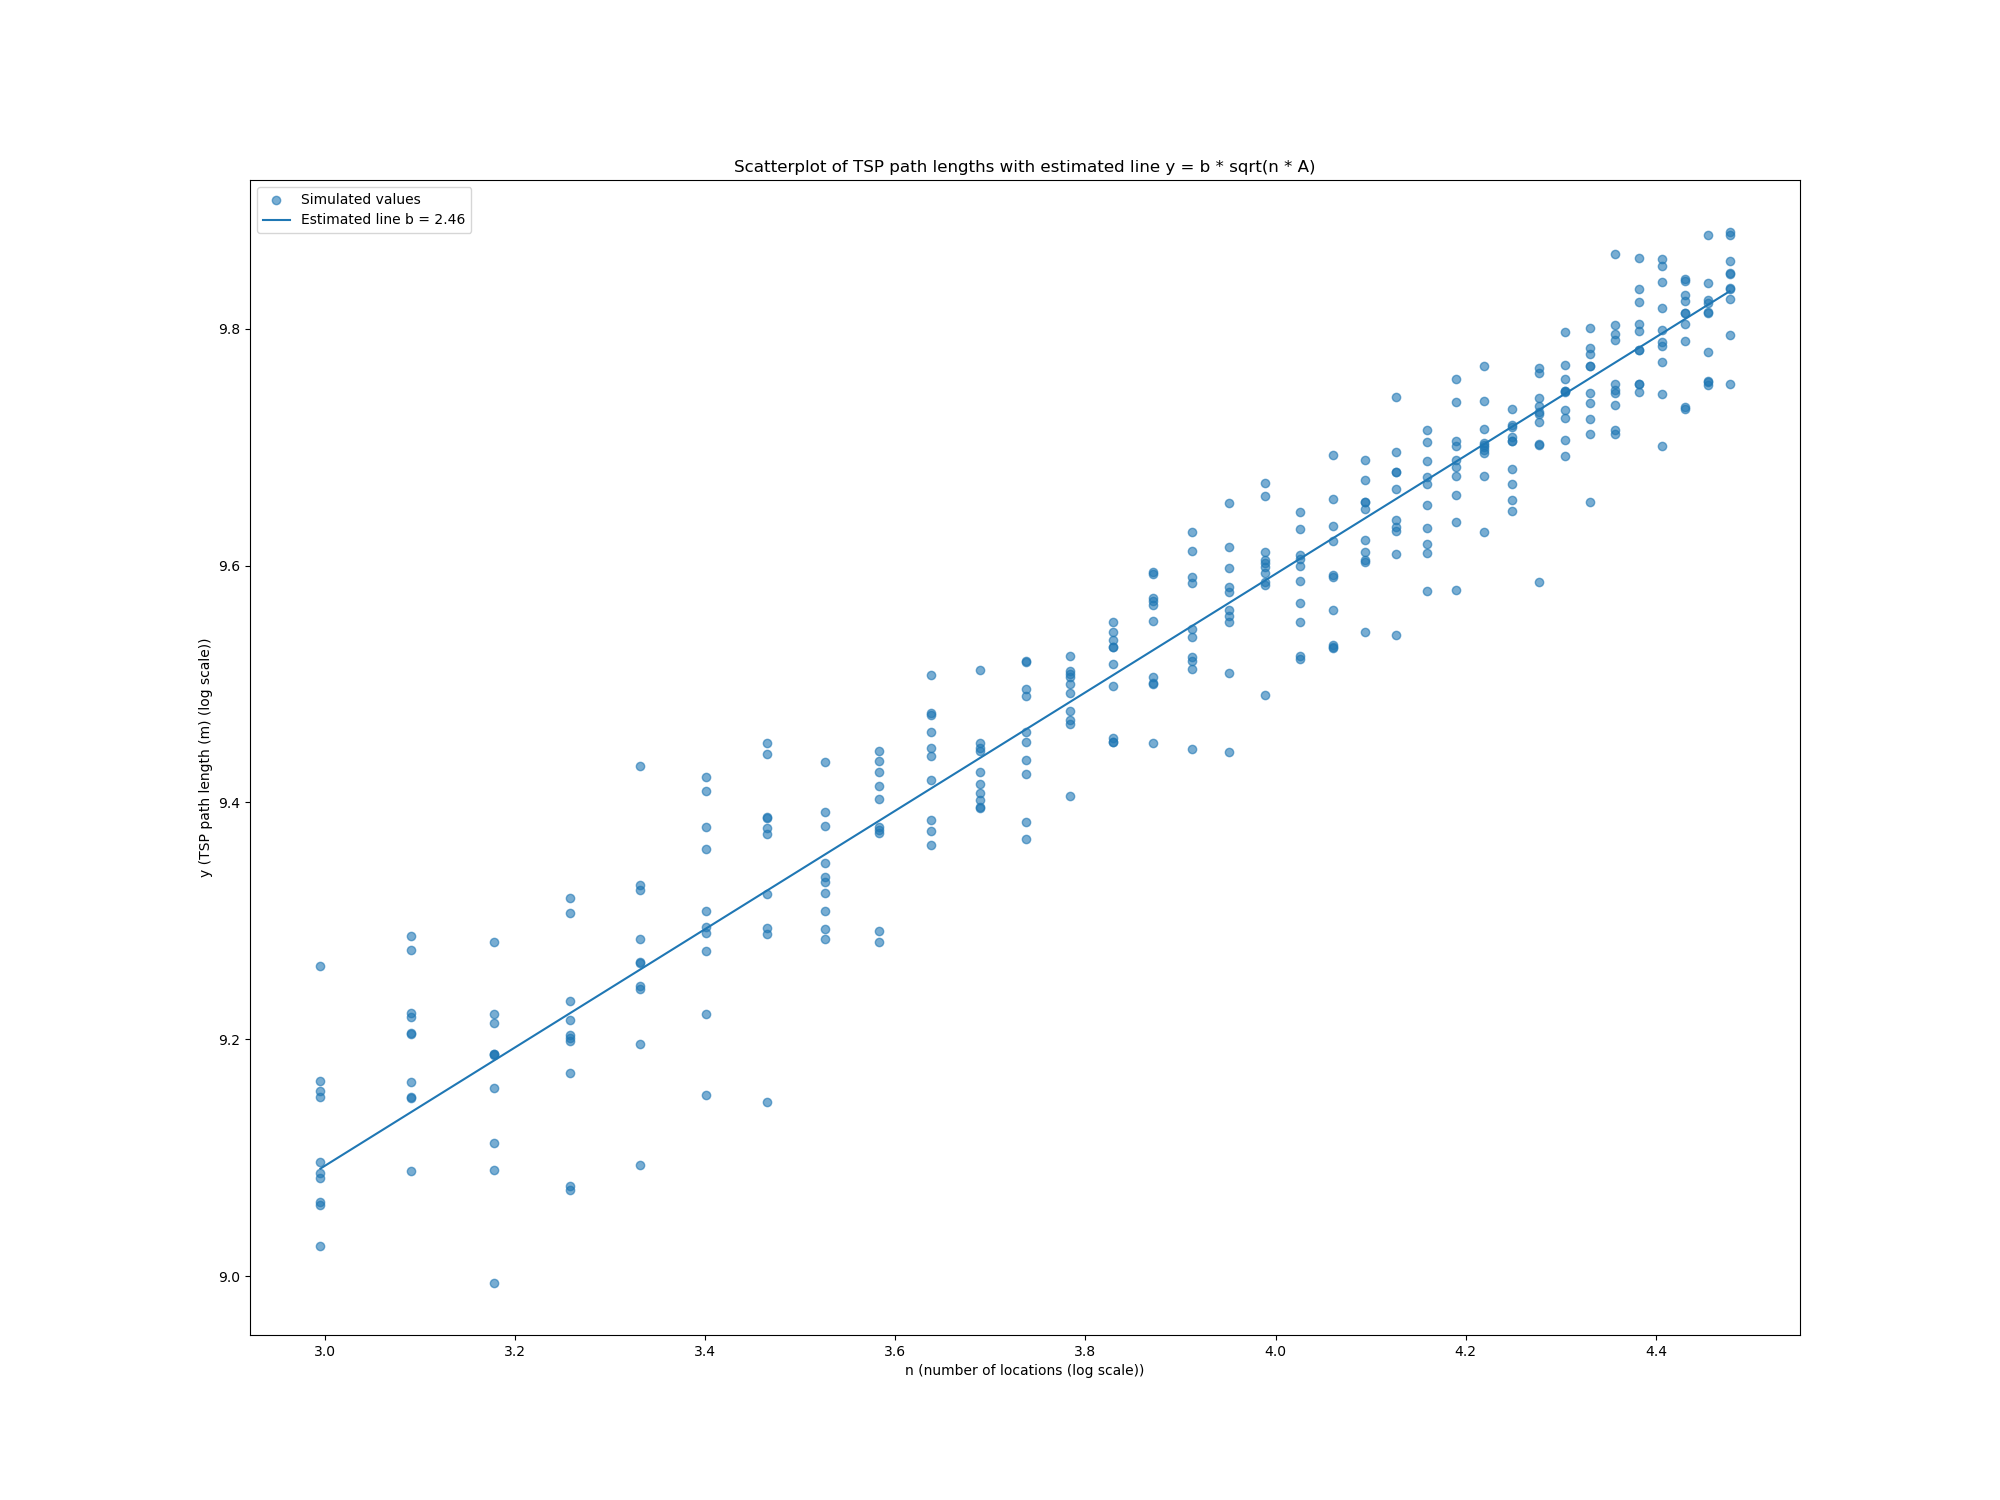 Scatterplot of TSP path lengths with estimated line y = b * sqrt(n * A)
Simulated values
Estimated line b = 2.46
y (TSP path length (m) (log scale))
9.8
9.6
9.4
9.2
9.0
3.0 3.2 3.4 3.6 3.8 4.0 4.2 4.4
n (number of locations (log scale))